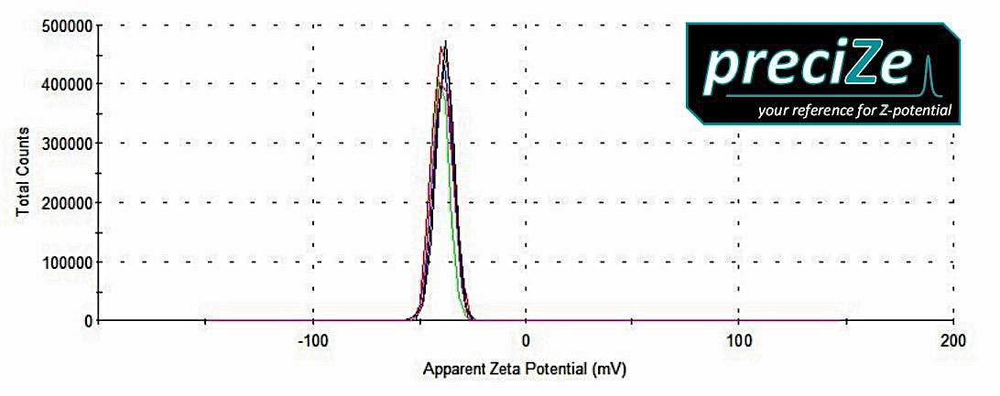 500000
400000
300000
200000
100000
0
Total Counts
preciZe
your reference for Z-potential
-100 0 100 200
Apparent Zeta Potential (mV)